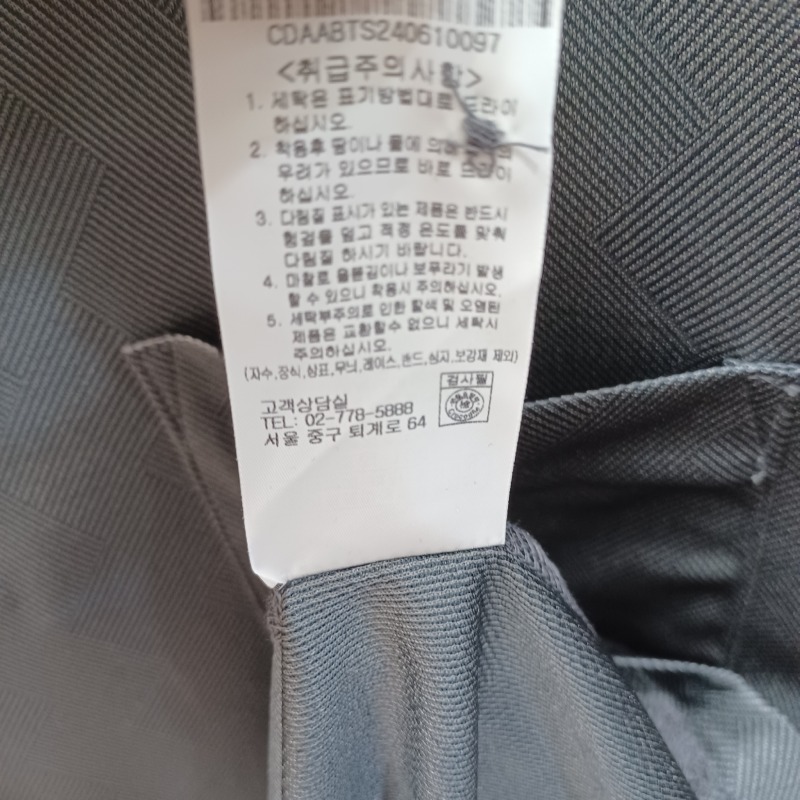 CDAABTS240610097
<취급주의사항>
1. 세탁은 표기방법대로 드라이
하십시오.
2. 착용후 땀이나 물에 의해
우려가 있으므로 바로 드라이
하십시오.
3. 다림질 표시가 있는 제품은 반드시
헝겊을 덮고 적정 온도를 맞춰
다림질 하시기 바랍니다.
4. 마찰로 올뜯김이나 보푸라기 발생
할 수 있으니 착용시 주의하십시오.
5. 세탁부주의로 인한 탈색 및 오염된
제품은 교환할수 없으니 세탁시
주의하십시오.
(자수,장식,상표,무늬,레이스,밴드,심지,보강재 제외)
검사필
고객상담실
TEL: 02-778-5888
서울 중구 퇴계로 64